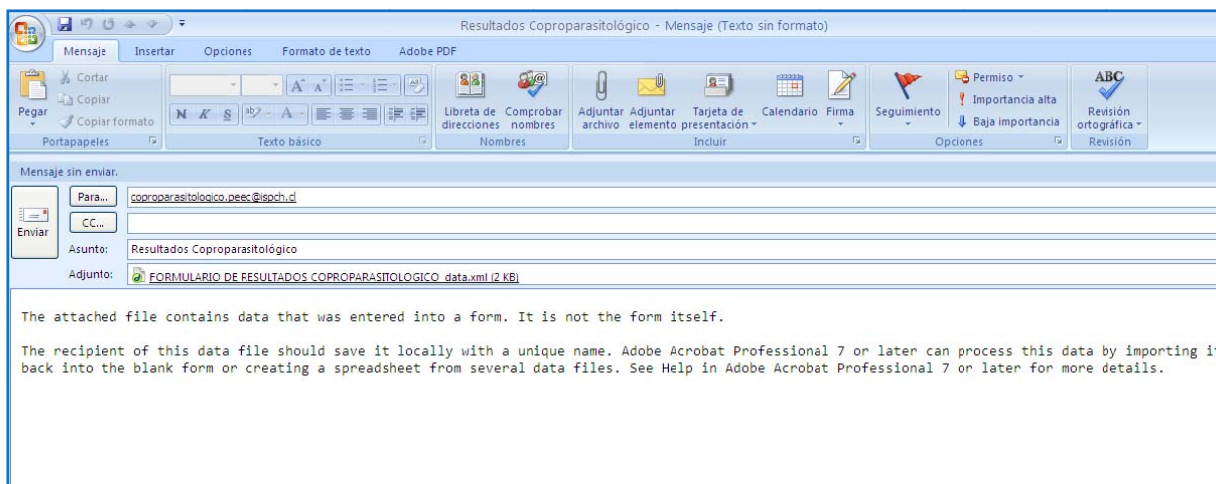 Resultados Coproparasitológico - Mensaje (Texto sin formato)
Mensaje Insertar Opciones Formato de texto Adobe PDF
Pegar
Cortar
Copiar
Copiar formato
Portapapeles
N K S
Texto básico
Libreta de direcciones
Comprobar nombres
Nombres
Adjuntar archivo
Adjuntar elemento
Tarjeta de presentación
Calendario
Firma
Incluir
Seguimiento
Permiso
Importancia alta
Baja importancia
Opciones
ABC
Revisión ortográfica
Revisión
Mensaje sin enviar.
Enviar
Para... coproparasitologico.peec@ispch.cl
CC...
Asunto: Resultados Coproparasitológico
Adjunto: FORMULARIO DE RESULTADOS COPROPARASITOLOGICO_data.xml (2 KB)
The attached file contains data that was entered into a form. It is not the form itself.
The recipient of this data file should save it locally with a unique name. Adobe Acrobat Professional 7 or later can process this data by importing it
back into the blank form or creating a spreadsheet from several data files. See Help in Adobe Acrobat Professional 7 or later for more details.